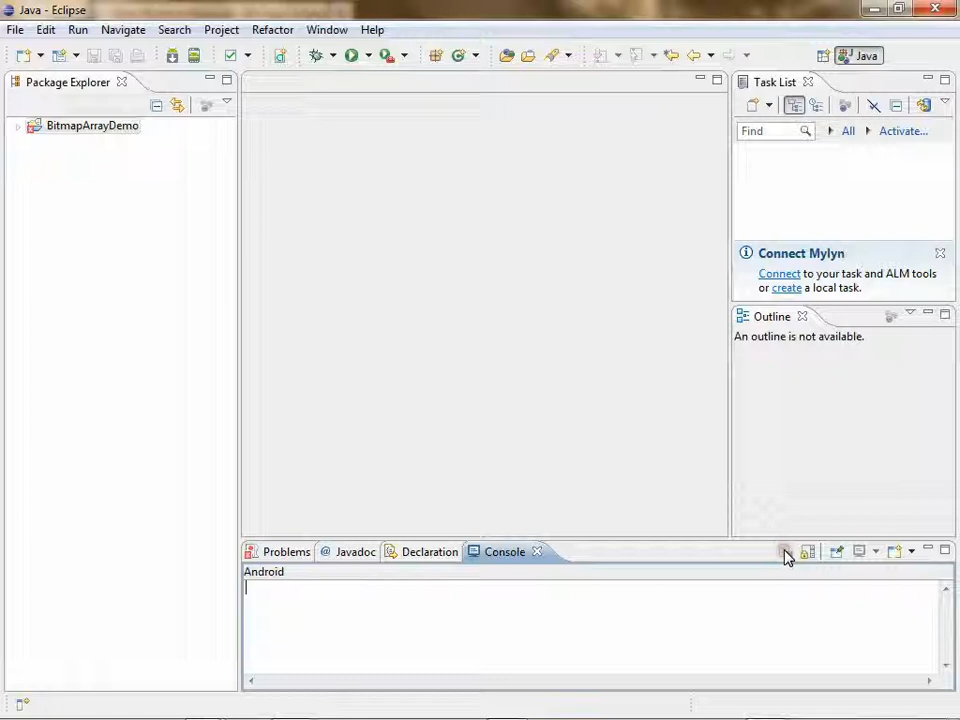 Java - Eclipse
File Edit Run Navigate Search Project Refactor Window Help
Java
Package Explorer
BitmapArrayDemo
Task List
Find All Activate...
Connect Mylyn
Connect to your task and ALM tools
or create a local task.
Outline
An outline is not available.
Problems @ Javadoc Declaration Console
Android